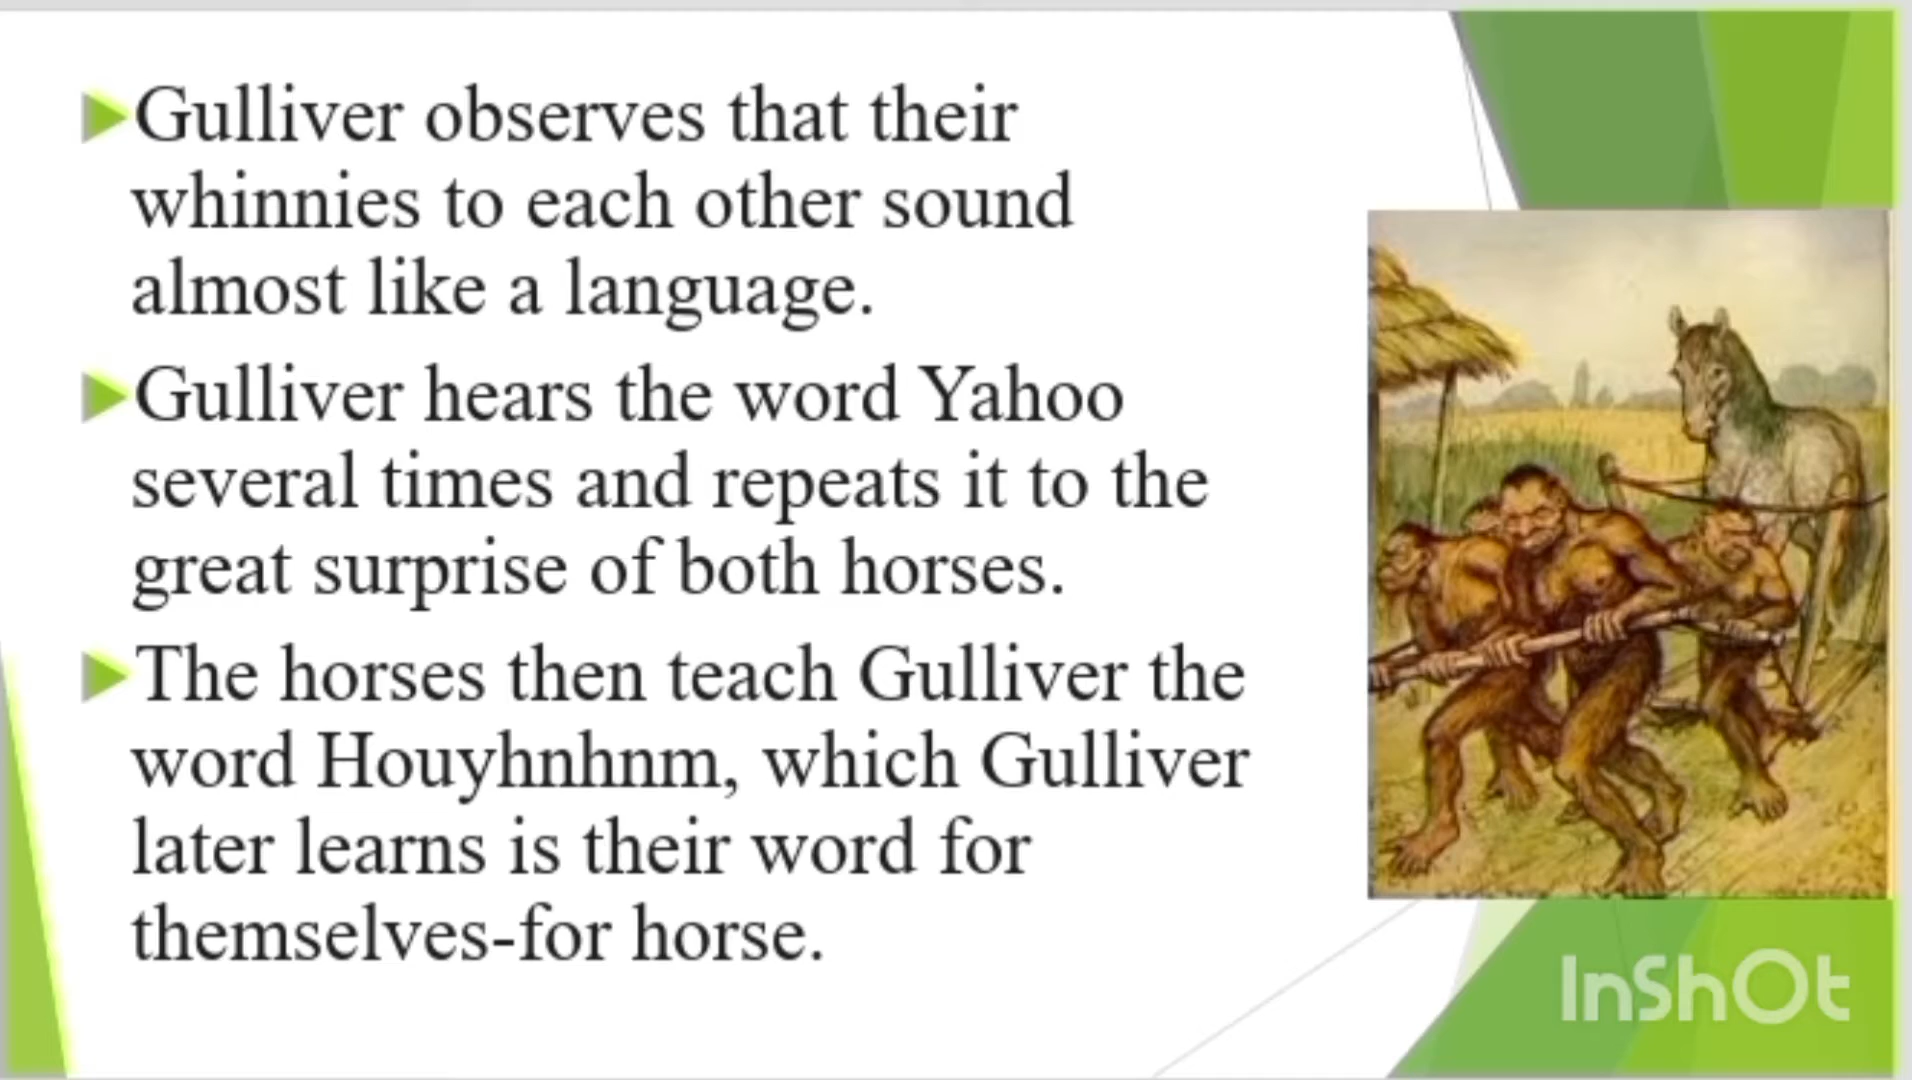 Gulliver observes that their
whinnies to each other sound
almost like a language.
Gulliver hears the word Yahoo
several times and repeats it to the
great surprise of both horses.
The horses then teach Gulliver the
word Houyhnhnm, which Gulliver
later learns is their word for
themselves-for horse.
InShOt